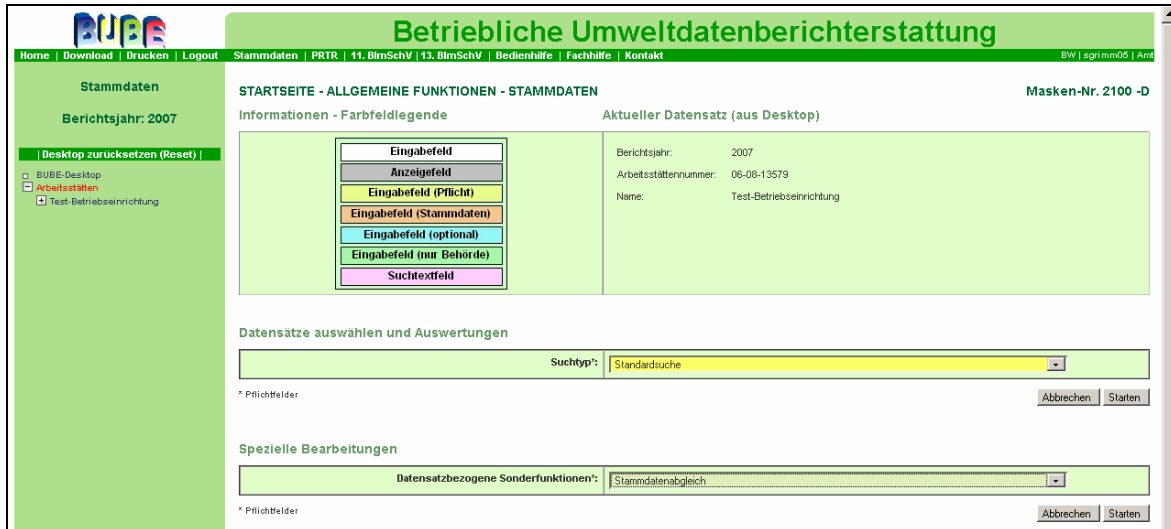 BUBE
Betriebliche Umweltdatenberichterstattung
Home | Download | Drucken | Logout
Stammdaten | PRTR | 11. BImSchV | 13. BImSchV | Bedienhilfe | Fachhilfe | Kontakt
BW | sgrimm05 | Amt
Stammdaten
Berichtsjahr: 2007
|Desktop zurücksetzen (Reset) |
BUBE-Desktop
Arbeitsstätten
Test-Betriebseinrichtung
STARTSEITE - ALLGEMEINE FUNKTIONEN - STAMMDATEN
Masken-Nr. 2100 -D
Informationen - Farbfeldlegende
Eingabefeld
Anzeigefeld
Eingabefeld (Pflicht)
Eingabefeld (Stammdaten)
Eingabefeld (optional)
Eingabefeld (nur Behörde)
Suchtextfeld
Aktueller Datensatz (aus Desktop)
Berichtsjahr: 2007
Arbeitsstättennummer: 06-08-13579
Name: Test-Betriebseinrichtung
Datensätze auswählen und Auswertungen
Suchtyp*: Standardsuche
* Pflichtfelder
Abbrechen Starten
Spezielle Bearbeitungen
Datensatzbezogene Sonderfunktionen*: Stammdatenabgleich
* Pflichtfelder
Abbrechen Starten